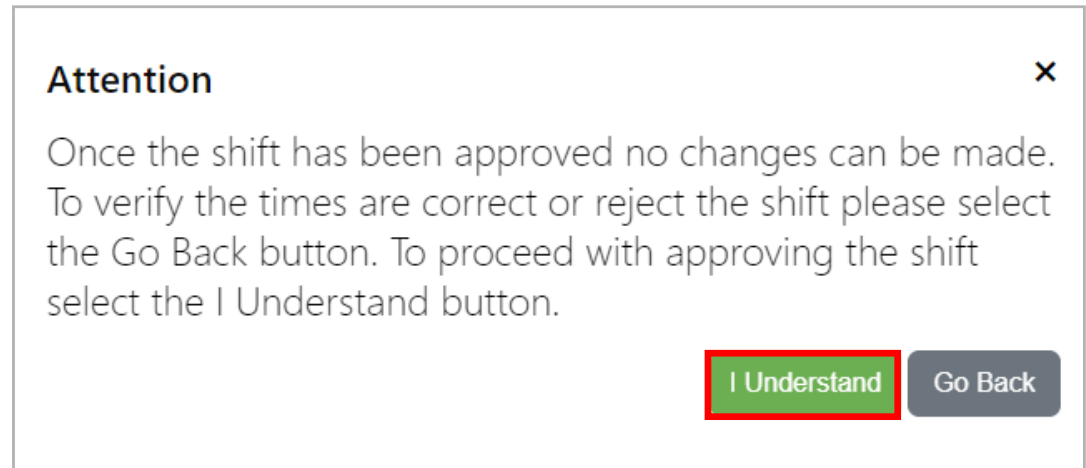 Attention ×
Once the shift has been approved no changes can be made.
To verify the times are correct or reject the shift please select
the Go Back button. To proceed with approving the shift
select the I Understand button.
I Understand Go Back